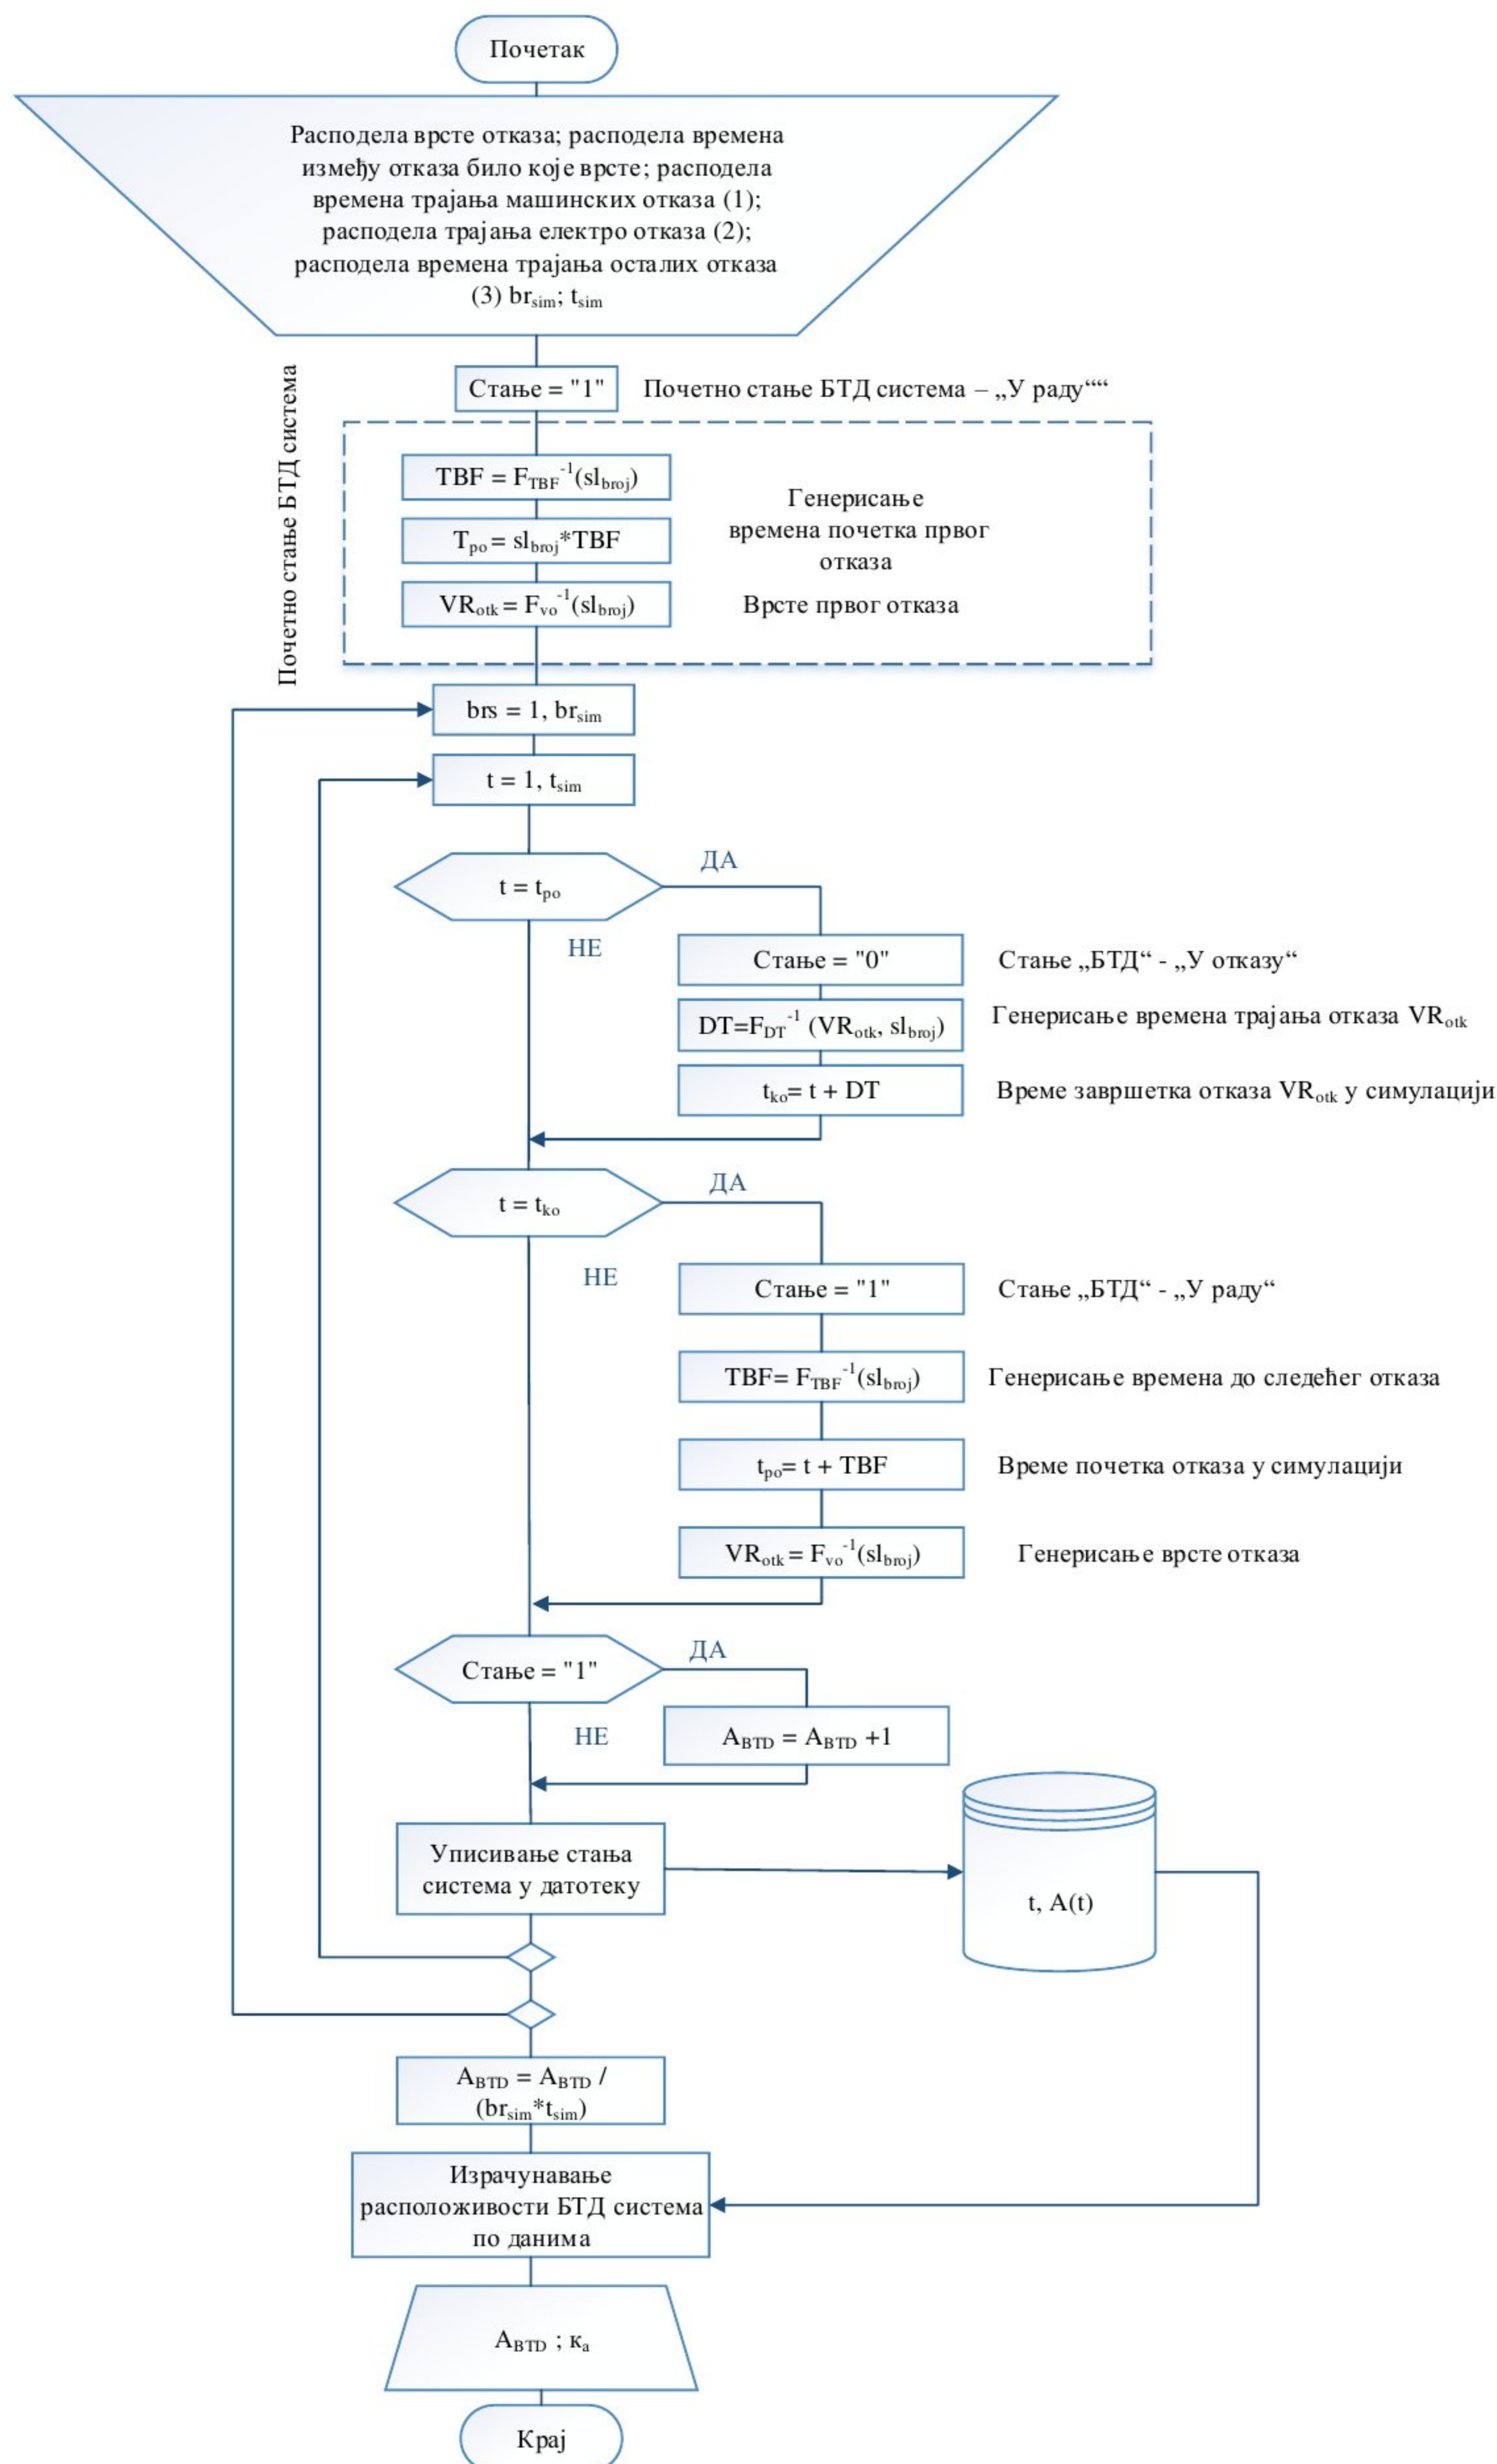 Почетак
Расподела врсте отказа; расподела времена
између отказа било које врсте; расподела
времена трајања машинских отказа (1);
расподела трајања електро отказа (2);
расподела времена трајања осталих отказа
(3) br_sim; t_sim
Почетно стање БТД система
Стање = "1"
Почетно стање БТД система – „У раду““
TBF = F_TBF^-1(sl_broj)
T_po = sl_broj*TBF
Генерисање
времена почетка првог
отказа
VR_otk = F_vo^-1(sl_broj)
Врсте првог отказа
brs = 1, br_sim
t = 1, t_sim
t = t_po
ДА
НЕ
Стање = "0"
Стање „БТД“ - „У отказу“
DT=F_DT^-1 (VR_otk, sl_broj)
Генерисање времена трајања отказа VR_otk
t_ko= t + DT
Време завршетка отказа VR_otk у симулацији
t = t_ko
ДА
НЕ
Стање = "1"
Стање „БТД“ - „У раду“
TBF= F_TBF^-1(sl_broj)
Генерисање времена до следећег отказа
t_po= t + TBF
Време почетка отказа у симулацији
VR_otk = F_vo^-1(sl_broj)
Генерисање врсте отказа
Стање = "1"
ДА
НЕ
A_BTD = A_BTD +1
Уписивање стања
система у датотеку
t, A(t)
A_BTD = A_BTD /
(br_sim*t_sim)
Израчунавање
расположивости БТД система
по данима
A_BTD ; к_а
Крај